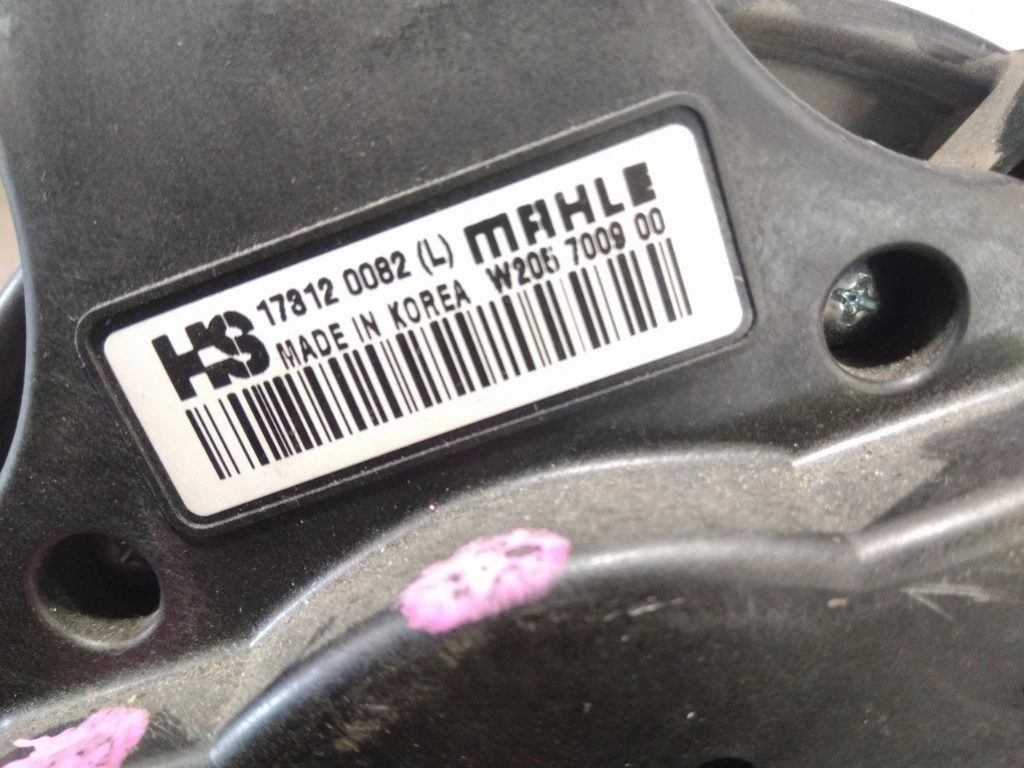 HS 17312 0082 (L) MAHLE
MADE IN KOREA W205 7009 00